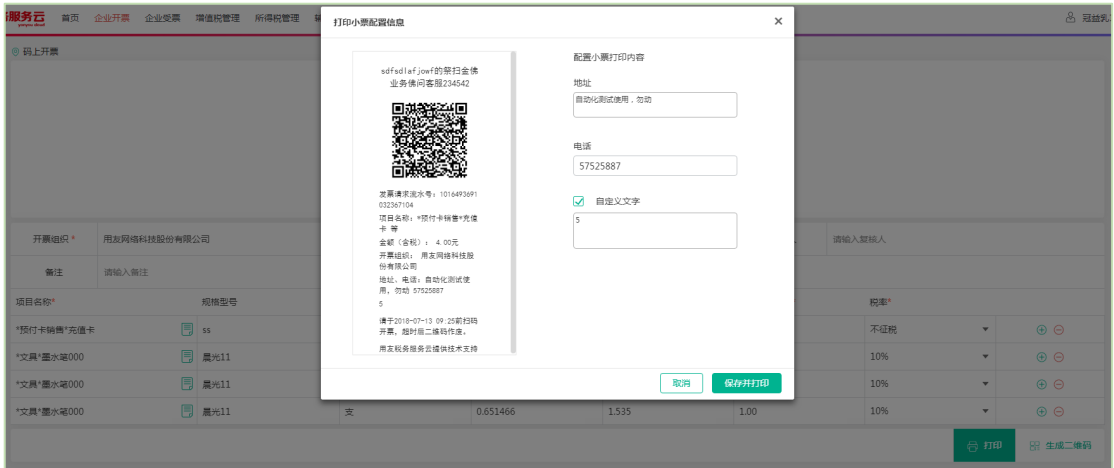 服务云 首页 企业开票 企业受票 增值税管理 所得税管理
冠益乳
码上开票
打印小票配置信息
sdfsdlafjowf的祭扫金佛
业务佛问客服234542
发票请求流水号：1016493691
032367104
项目名称：*预付卡销售*充值
卡 等
金额（含税）： 4.00元
开票组织： 用友网络科技股
份有限公司
地址、电话：自动化测试使
用，勿动 57525887
5
请于2018-07-13 09:25前扫码
开票，超时后二维码作废。
用友税务服务云提供技术支持
配置小票打印内容
地址
自动化测试使用，勿动
电话
57525887
自定义文字
5
取消 保存并打印
开票组织* 用友网络科技股份有限公司 请输入复核人
备注 请输入备注
项目名称* 规格型号 税率*
*预付卡销售*充值卡 ss 不征税
*文具*墨水笔000 晨光11 10%
*文具*墨水笔000 晨光11 10%
*文具*墨水笔000 晨光11 支 0.651466 1.535 1.00 10%
打印 生成二维码